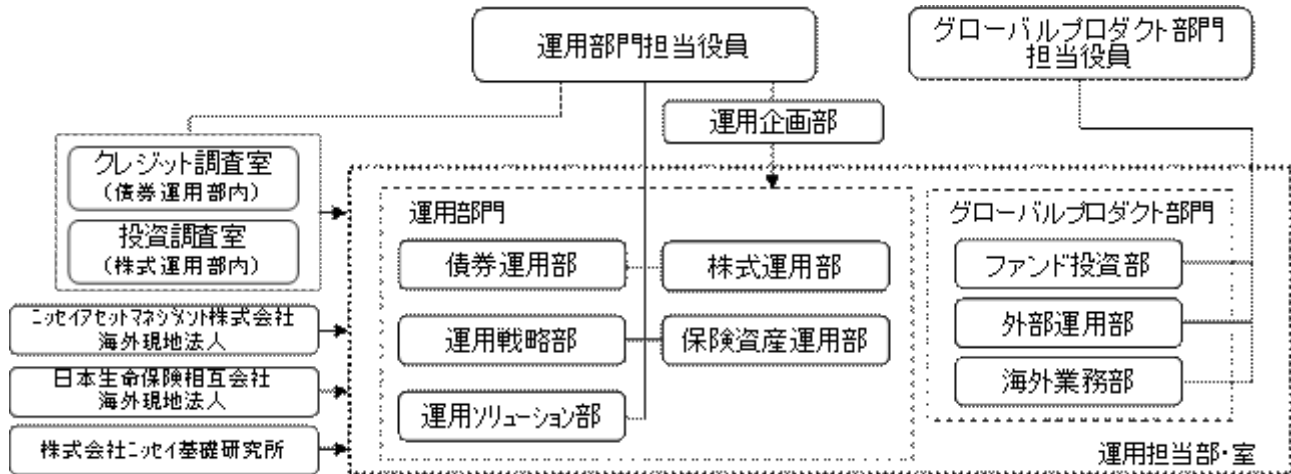 運用部門担当役員
グローバルプロダクト部門
担当役員
運用企画部
クレジット調査室
(債券運用部内)
投資調査室
(株式運用部内)
ニッセイアセットマネジメント株式会社
海外現地法人
日本生命保険相互会社
海外現地法人
株式会社ニッセイ基礎研究所
運用部門
債券運用部
株式運用部
運用戦略部
保険資産運用部
運用ソリューション部
グローバルプロダクト部門
ファンド投資部
外部運用部
海外業務部
運用担当部・室